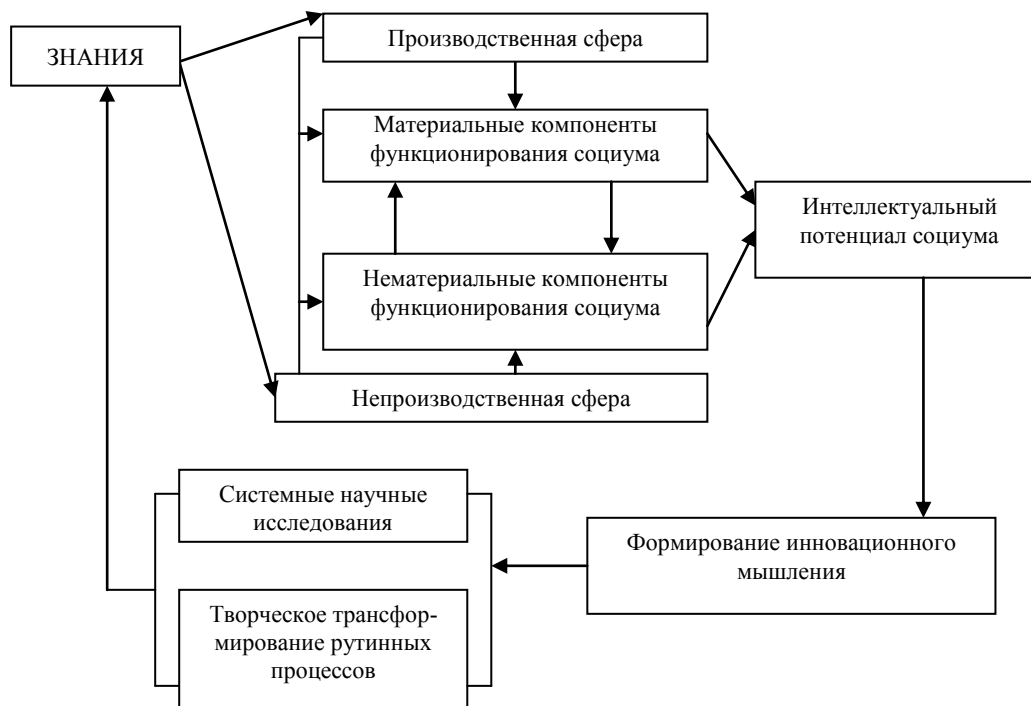 ЗНАНИЯ
Производственная сфера
Материальные компоненты
функционирования социума
Интеллектуальный
потенциал социума
Нематериальные компоненты
функционирования социума
Непроизводственная сфера
Системные научные
исследования
Формирование инновационного
мышления
Творческое трансфор-
мирование рутинных
процессов